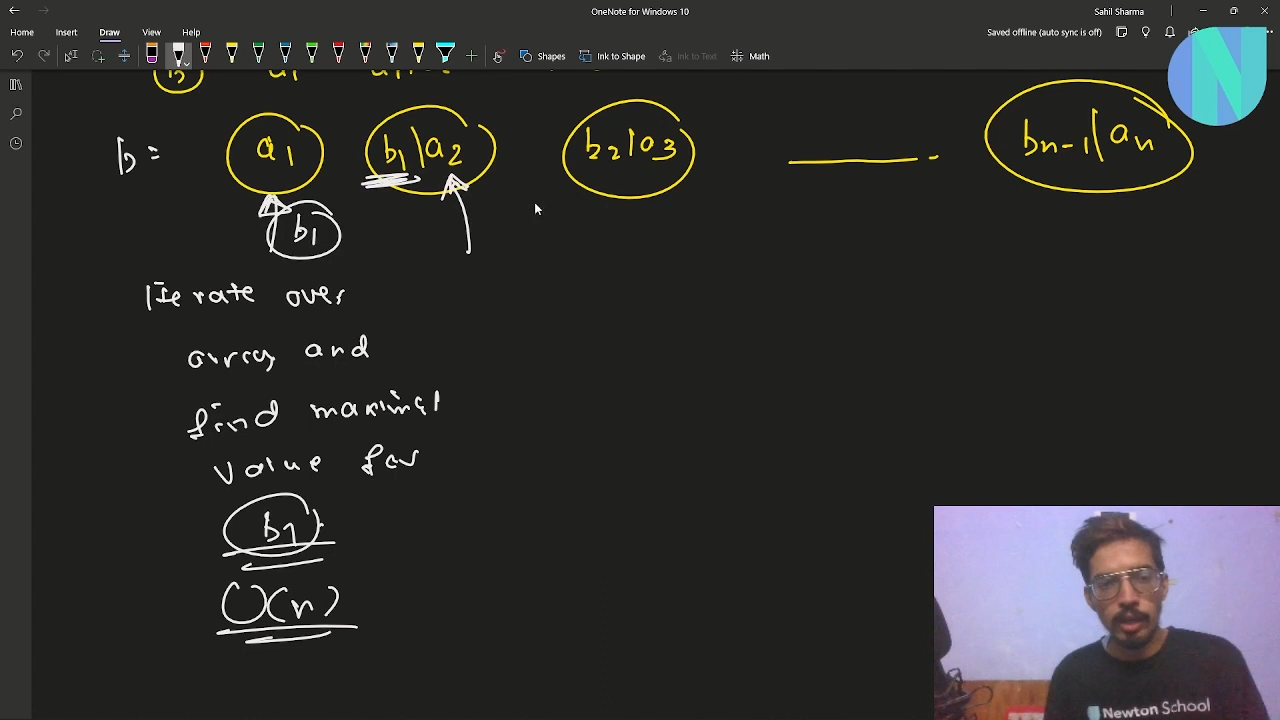 OneNote for Windows 10
Sahil Sharma
Home Insert Draw View Help
Saved offline (auto sync is off)
Shapes Ink to Shape Ink to Text Math
b = a1 b1|a2 b2|a3 bn-1|an
b1
Iterate over
array and
find maximal
value for
O(n)
Newton School